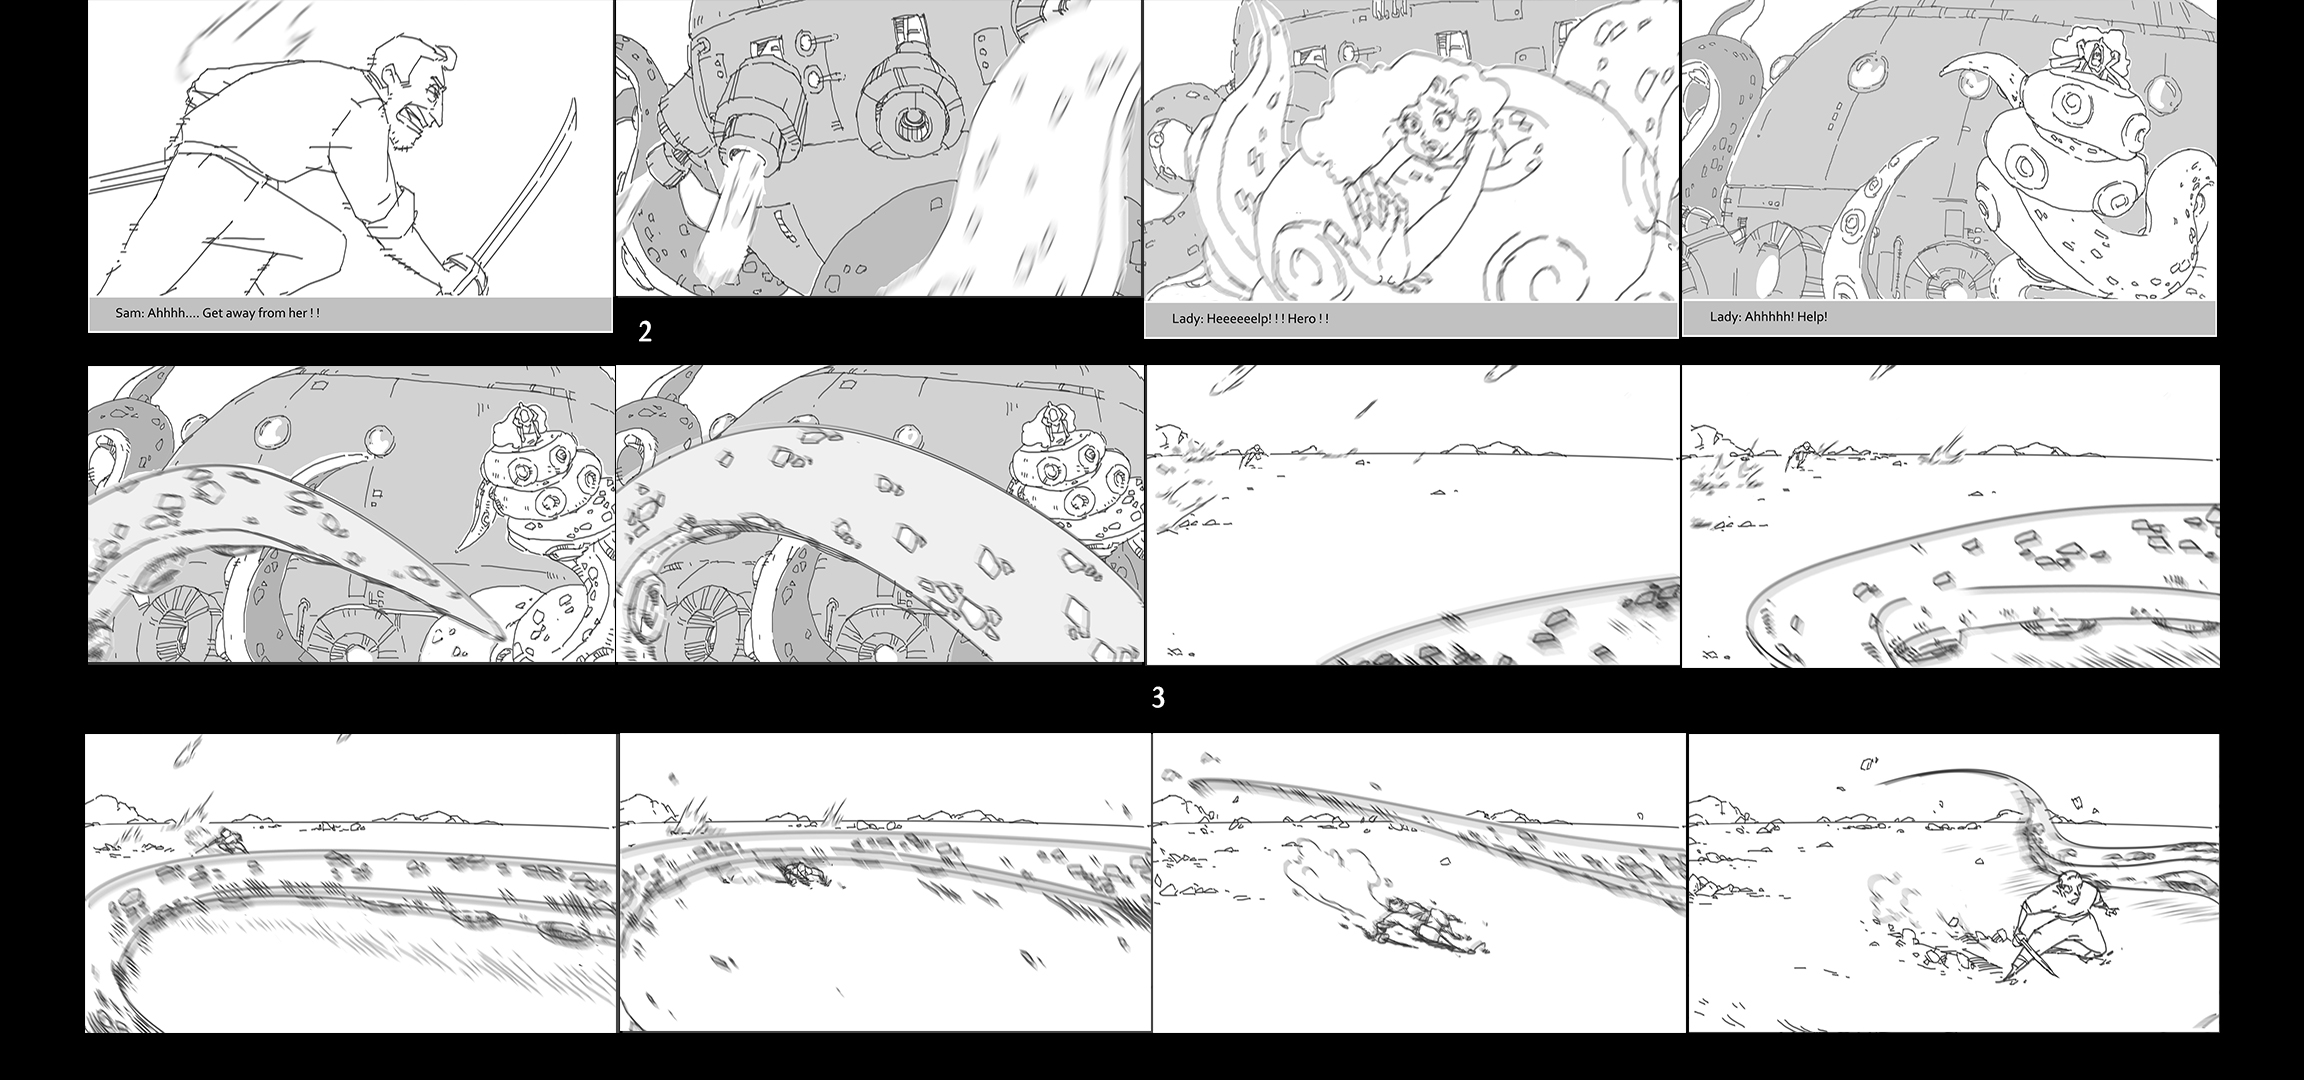 Sam: Ahhhh.... Get away from her ! !
Lady: Heeeeeelp! ! ! Hero ! !
Lady: Ahhhhh! Help!
2
3